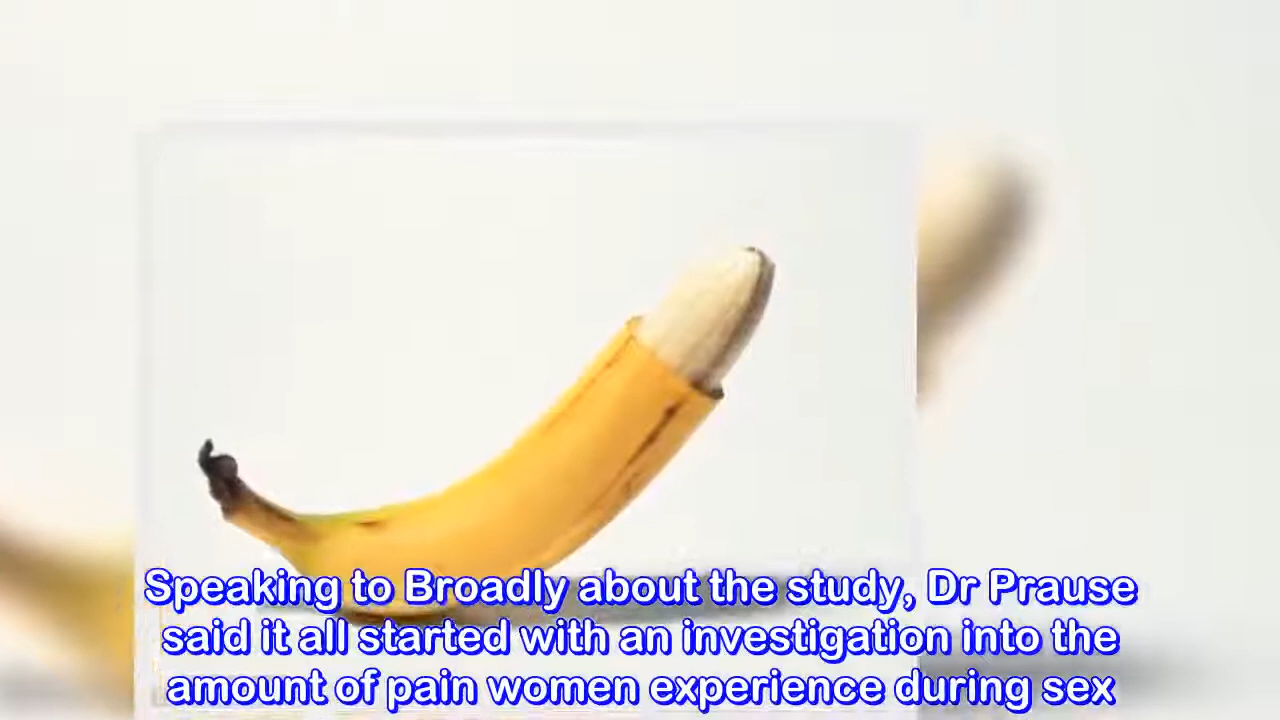 Speaking to Broadly about the study, Dr Prause
said it all started with an investigation into the
amount of pain women experience during sex